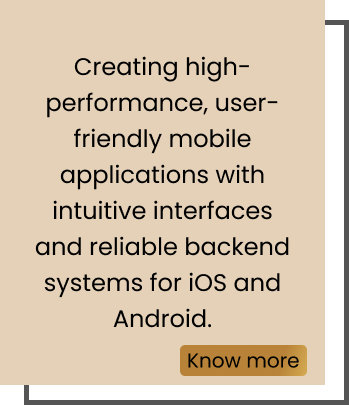 Creating high-
performance, user-
friendly mobile
applications with
intuitive interfaces
and reliable backend
systems for iOS and
Android.
Know more